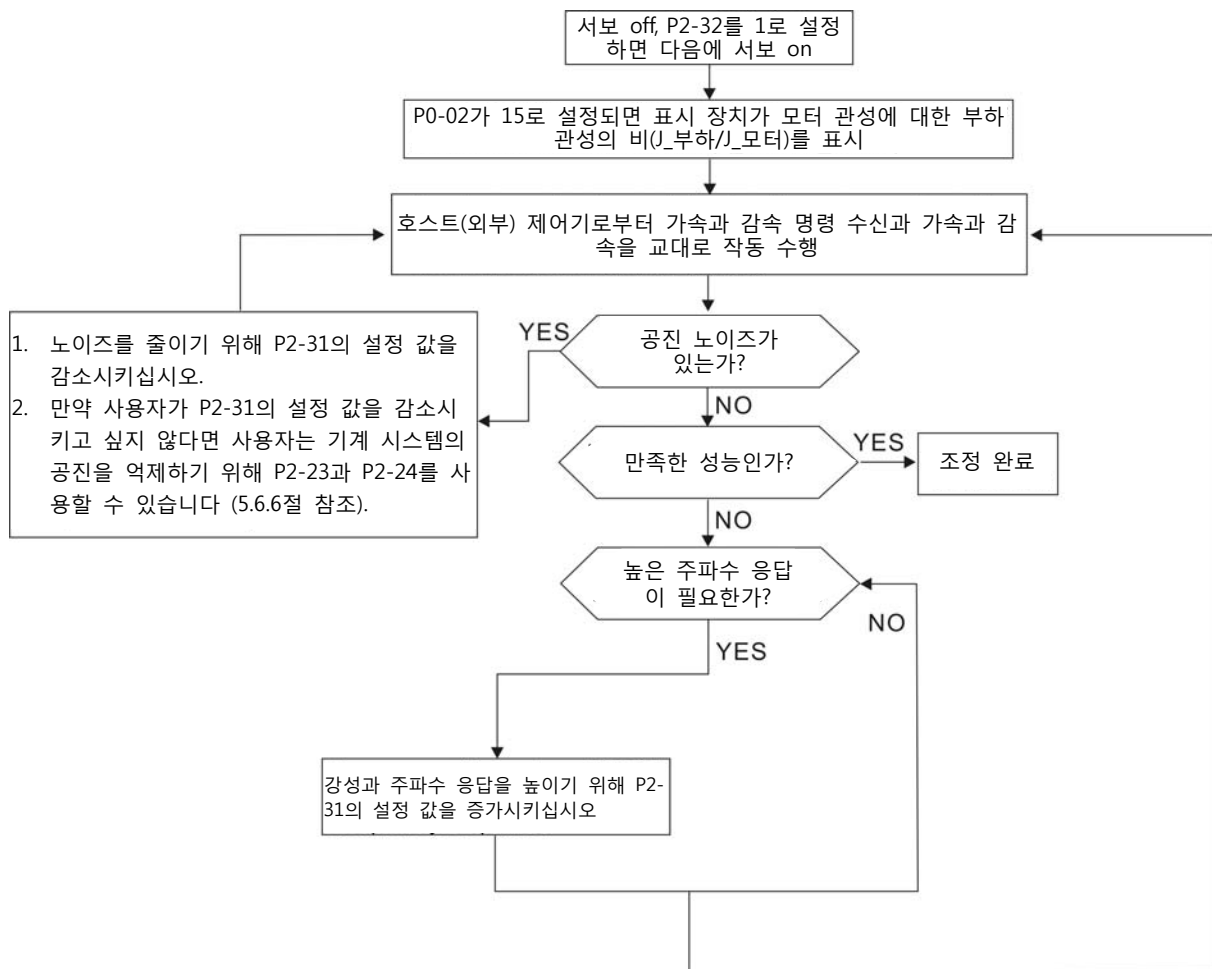 서보 off, P2-32를 1로 설정
하면 다음에 서보 on
P0-02가 15로 설정되면 표시 장치가 모터 관성에 대한 부하
관성의 비(J_부하/J_모터)를 표시
호스트(외부) 제어기로부터 가속과 감속 명령 수신과 가속과 감
속을 교대로 작동 수행
YES
공진 노이즈가
있는가?
1. 노이즈를 줄이기 위해 P2-31의 설정 값을
감소시키십시오.
2. 만약 사용자가 P2-31의 설정 값을 감소시
키고 싶지 않다면 사용자는 기계 시스템의
공진을 억제하기 위해 P2-23과 P2-24를 사
용할 수 있습니다 (5.6.6절 참조).
NO
만족한 성능인가?
YES
조정 완료
NO
높은 주파수 응답
이 필요한가?
NO
YES
강성과 주파수 응답을 높이기 위해 P2-
31의 설정 값을 증가시키십시오